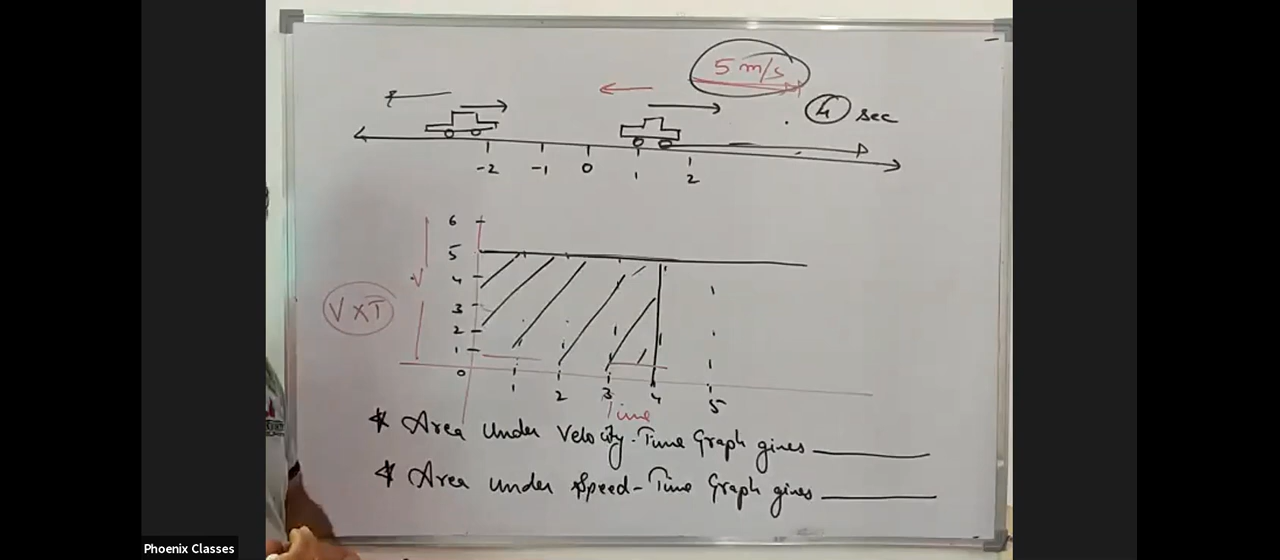 5 m/s
4 sec
-2 -1 0 1 2
6
5
4
V
3
V X T
2
1
0
1 2 3 4 5
Time
* Area Under Velocity-Time Graph gives ________
* Area under Speed-Time Graph gives ________
Phoenix Classes